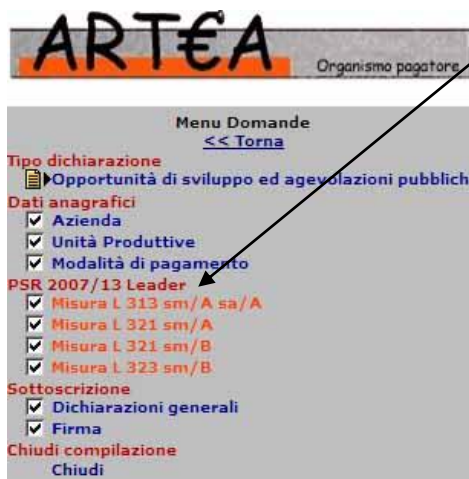 ART€A
Organismo pagatore
Menu Domande
<< Torna
Tipo dichiarazione
Opportunità di sviluppo ed agevolazioni pubblich
Dati anagrafici
Azienda
Unità Produttive
Modalità di pagamento
PSR 2007/13 Leader
Misura L 313 sm/A sa/A
Misura L 321 sm/A
Misura L 321 sm/B
Misura L 323 sm/B
Sottoscrizione
Dichiarazioni generali
Firma
Chiudi compilazione
Chiudi